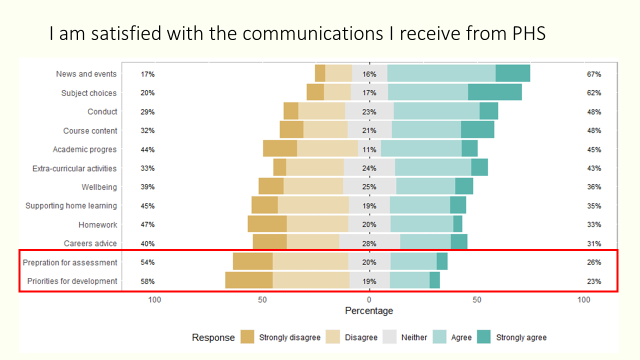 I am satisfied with the communications I receive from PHS
News and events 17% 16% 67%
Subject choices 20% 17% 62%
Conduct 29% 23% 48%
Course content 32% 21% 48%
Academic progres 44% 11% 45%
Extra-curricular activities 33% 24% 43%
Wellbeing 39% 25% 36%
Supporting home learning 45% 19% 35%
Homework 47% 20% 33%
Careers advice 40% 28% 31%
Preparation for assessment 54% 20% 26%
Priorities for development 58% 19% 23%
100 50 0 50 100
Percentage
Response Strongly disagree Disagree Neither Agree Strongly agree